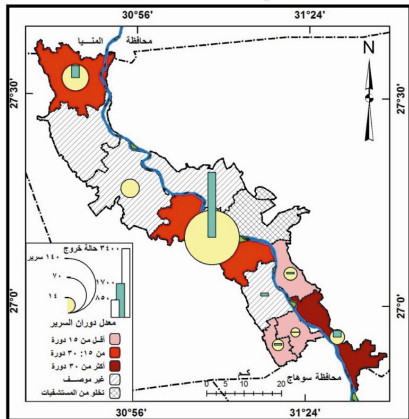 30°56' 31°24'
محافظة المنيا
N
27°30' 27°30'
27°0' 27°0'
٣٤٠٠ حالة خروج
١٤٠ سرير
٧٠
١٧٠٠
١٤
٨٥٠
معدل دوران السرير
أقل من ١٥ دورة
من ١٥: ٣٠ دورة
أكثر من ٣٠ دورة
غير موصف
تخلو من المستشفيات
كم
0 5 10 20
محافظة سوهاج
30°56' 31°24'